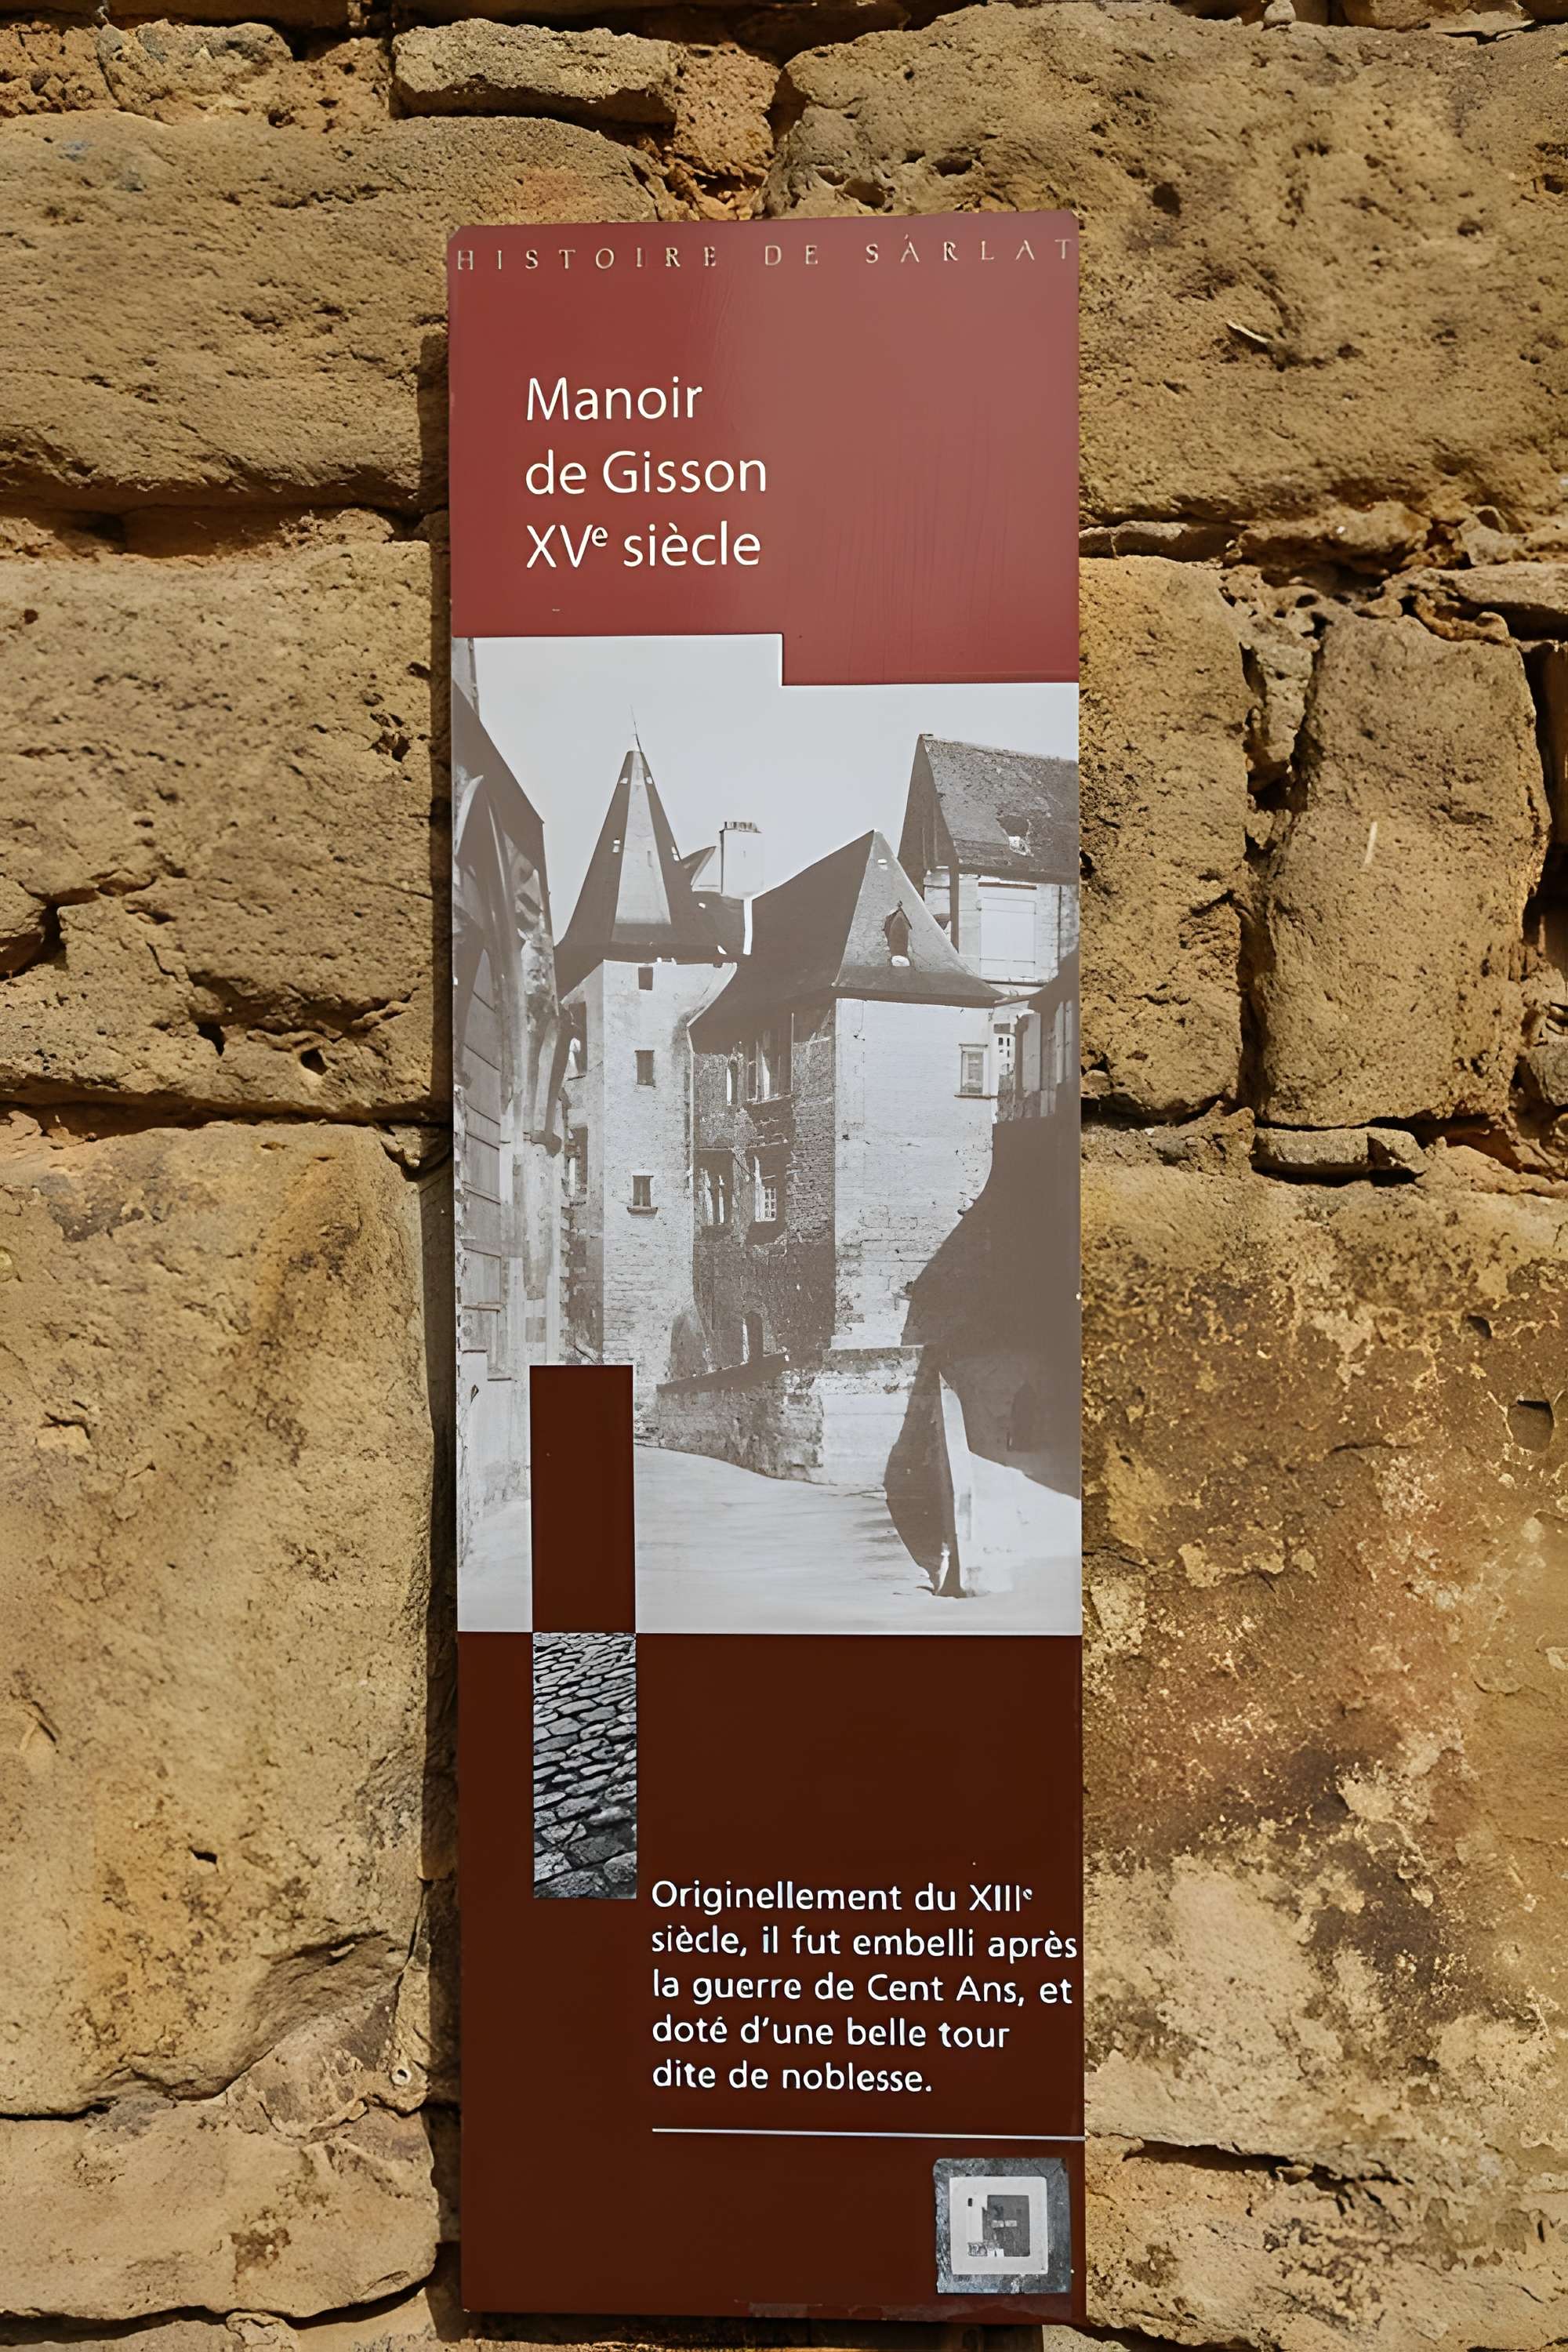 HISTOIRE DE SARLAT
Manoir
de Gisson
XVe siècle
Originellement du XIIIe
siècle, il fut embelli après
la guerre de Cent Ans, et
doté d'une belle tour
dite de noblesse.